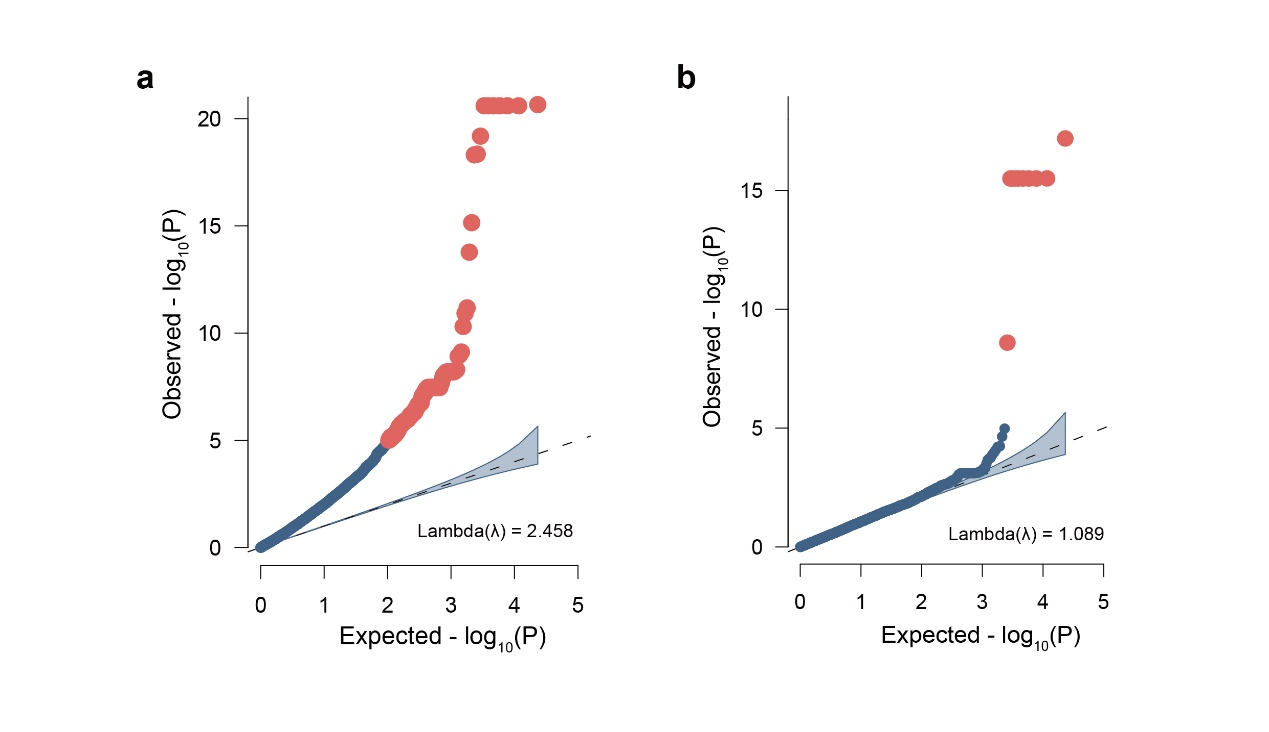 a
20
15
10
5
0
Observed - log10(P)
Lambda(λ) = 2.458
0 1 2 3 4 5
Expected - log10(P)
b
15
10
5
0
Observed - log10(P)
Lambda(λ) = 1.089
0 1 2 3 4 5
Expected - log10(P)